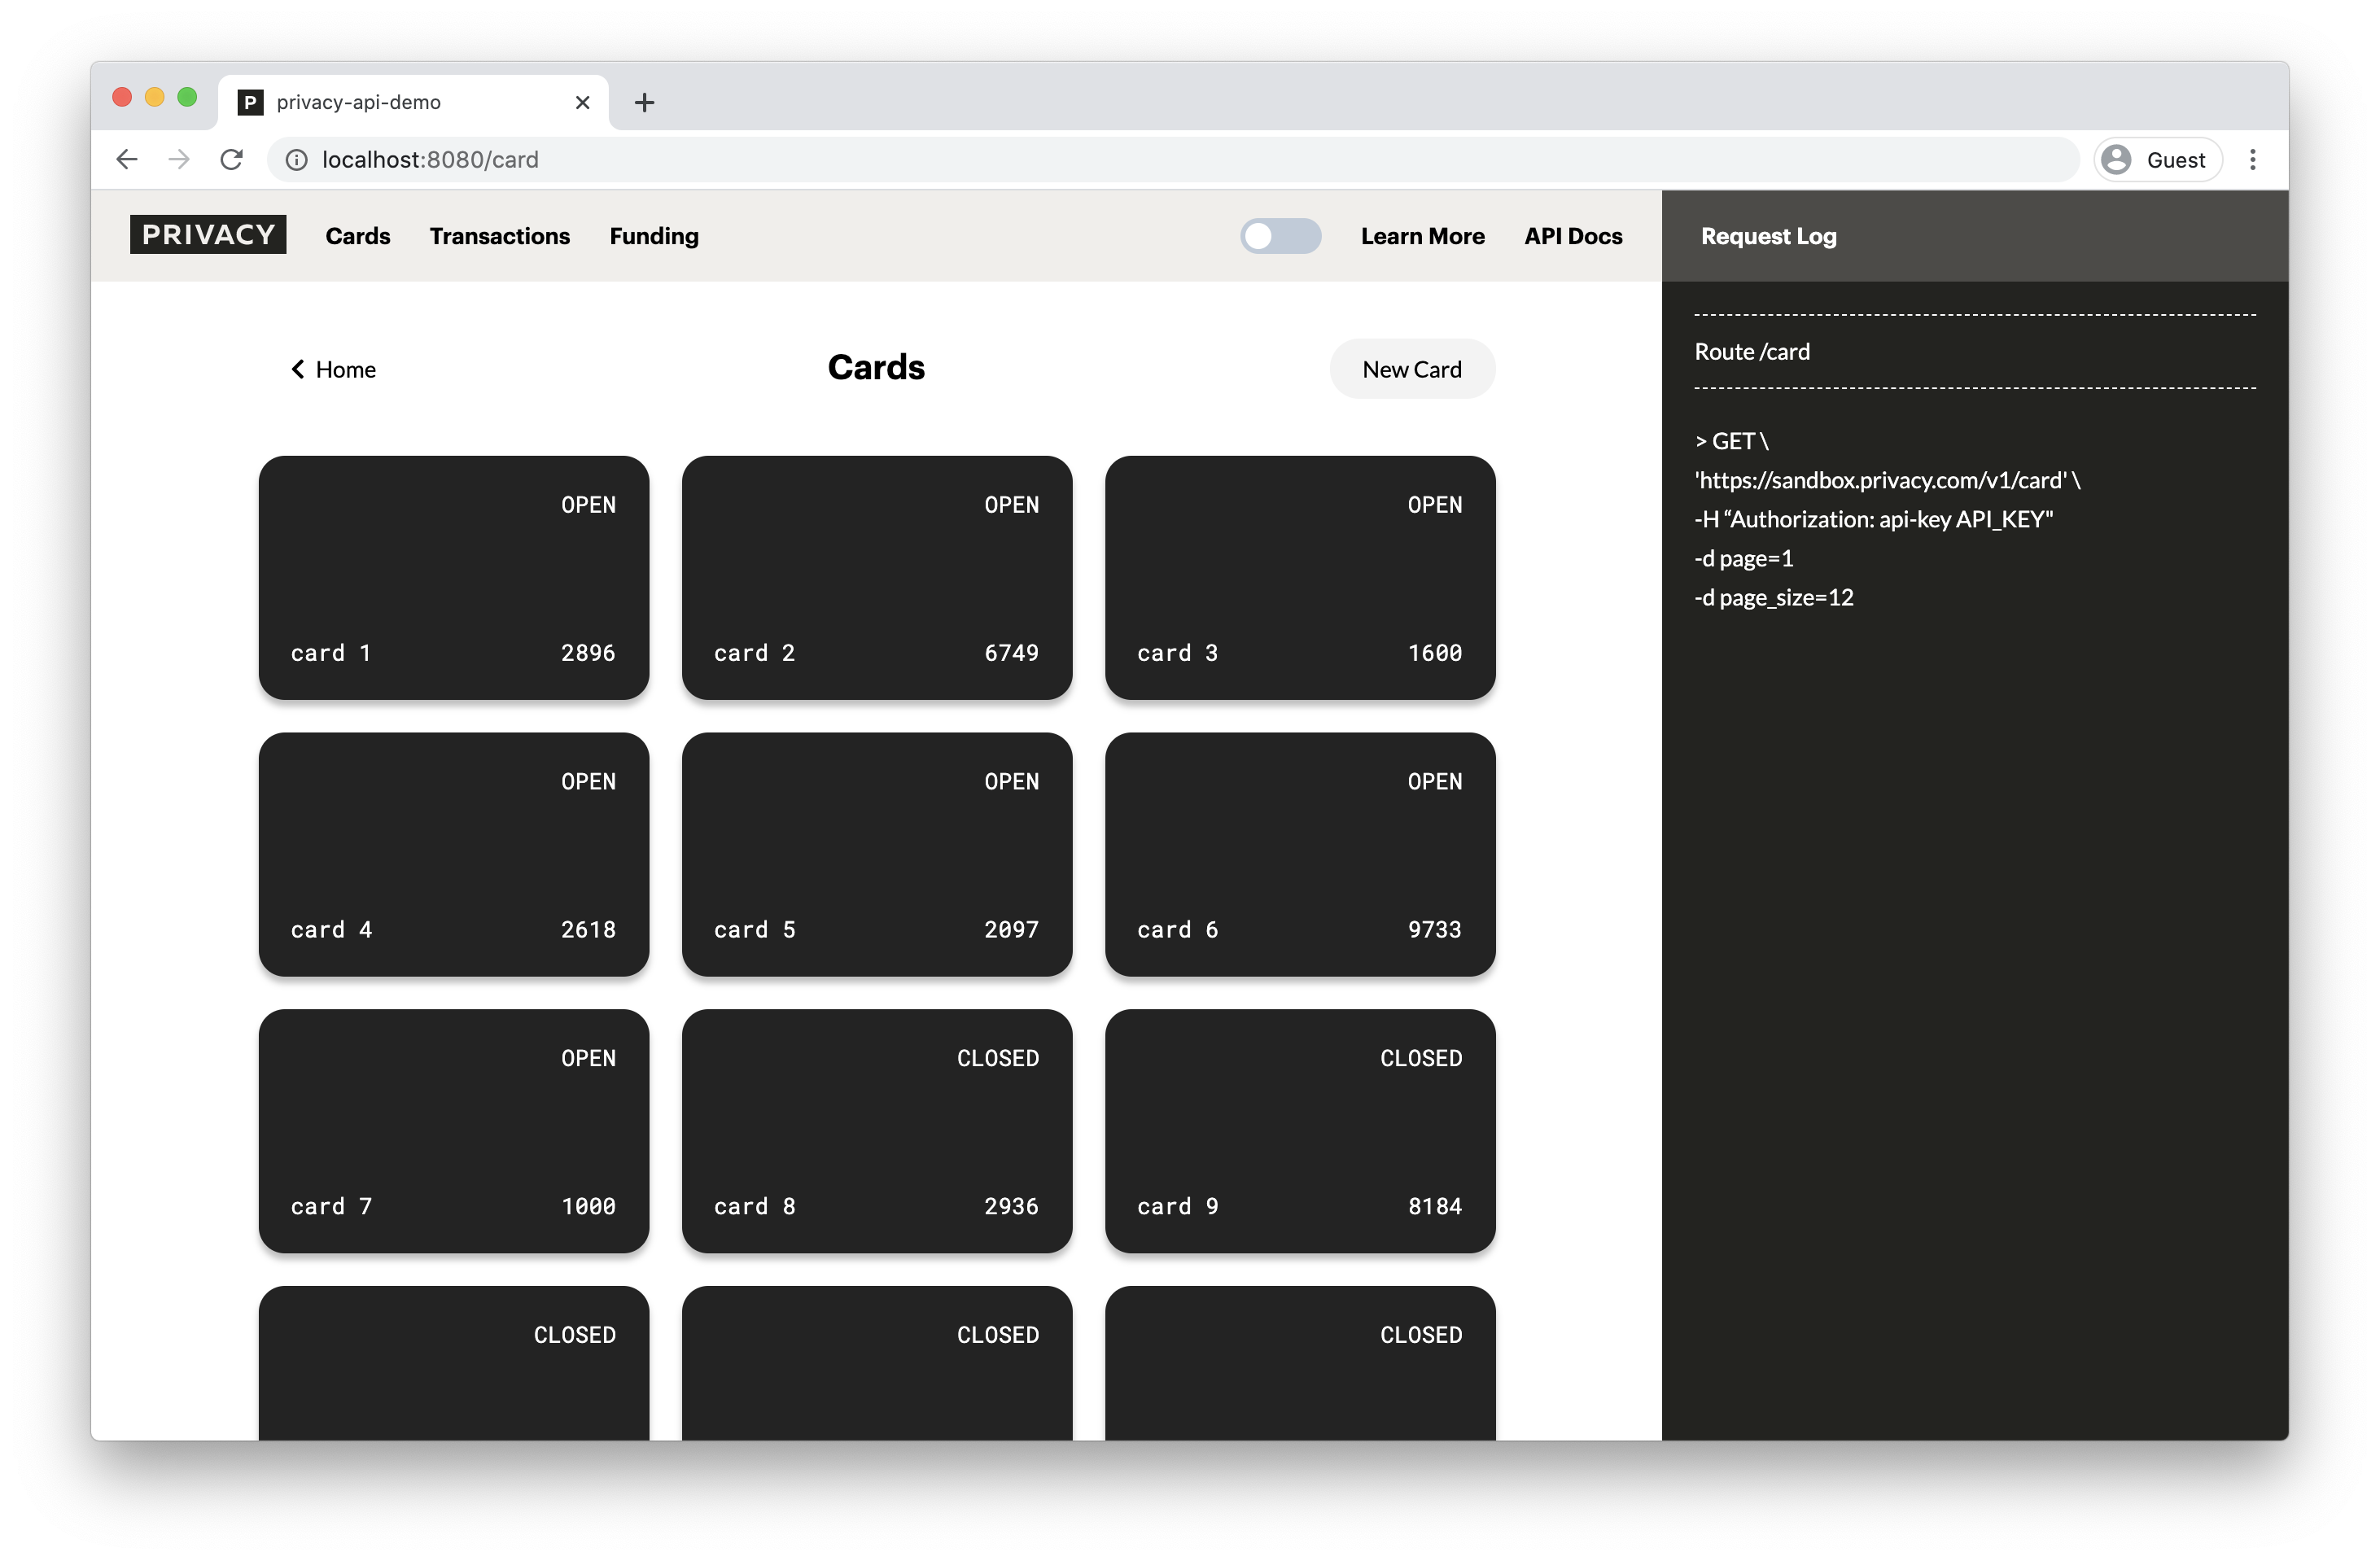 P privacy-api-demo
localhost:8080/card
Guest
PRIVACY Cards Transactions Funding Learn More API Docs
Home Cards New Card
OPEN OPEN OPEN
card 1 2896 card 2 6749 card 3 1600
OPEN OPEN OPEN
card 4 2618 card 5 2097 card 6 9733
OPEN CLOSED CLOSED
card 7 1000 card 8 2936 card 9 8184
CLOSED CLOSED CLOSED
Request Log
Route /card
> GET \
'https://sandbox.privacy.com/v1/card' \
-H “Authorization: api-key API_KEY"
-d page=1
-d page_size=12